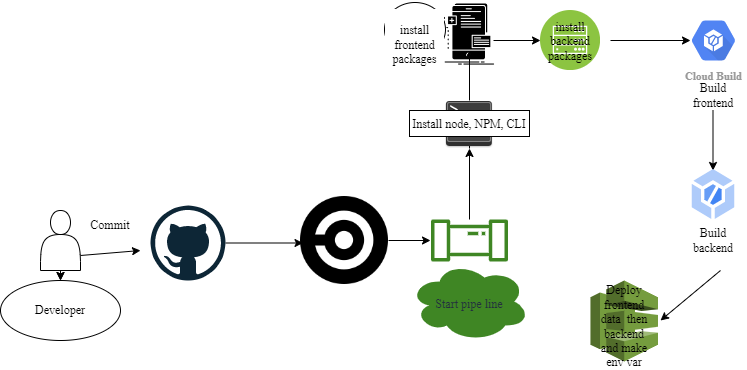 install
frontend
packages
install
backend
packages
Cloud Build
Build
frontend
Install node, NPM, CLI
Commit
Build
backend
Developer
Start pipe line
Deploy
frontend
data then
backend
and make
env var